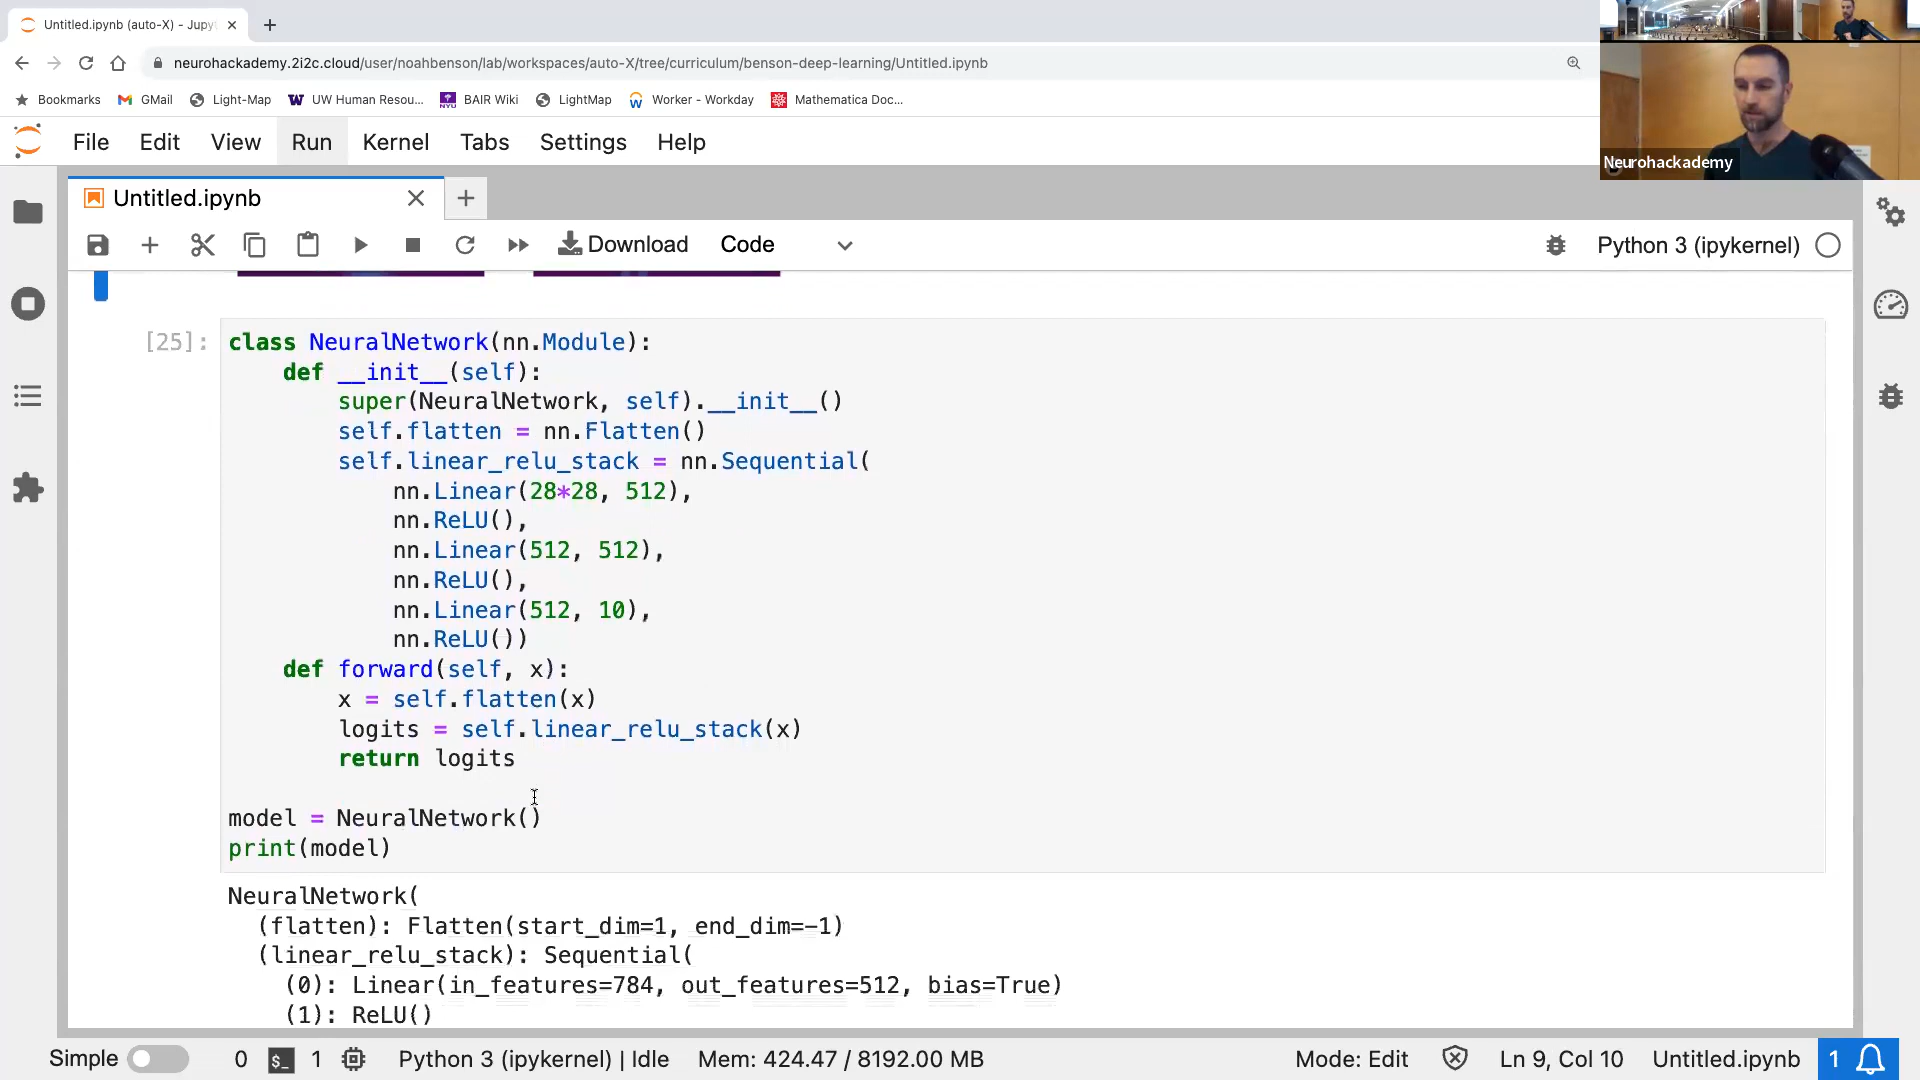 Untitled.ipynb (auto-X) - Jupy
neurohackademy.2i2c.cloud/user/noahbenson/lab/workspaces/auto-X/tree/curriculum/benson-deep-learning/Untitled.ipynb
Bookmarks GMail Light-Map UW Human Resou... BAIR Wiki LightMap Worker - Workday Mathematica Doc...
Neurohackademy
File Edit View Run Kernel Tabs Settings Help
Untitled.ipynb
Download Code Python 3 (ipykernel)
[25]: class NeuralNetwork(nn.Module):
def __init__(self):
super(NeuralNetwork, self).__init__()
self.flatten = nn.Flatten()
self.linear_relu_stack = nn.Sequential(
nn.Linear(28*28, 512),
nn.ReLU(),
nn.Linear(512, 512),
nn.ReLU(),
nn.Linear(512, 10),
nn.ReLU())
def forward(self, x):
x = self.flatten(x)
logits = self.linear_relu_stack(x)
return logits
model = NeuralNetwork()
print(model)
NeuralNetwork(
(flatten): Flatten(start_dim=1, end_dim=-1)
(linear_relu_stack): Sequential(
(0): Linear(in_features=784, out_features=512, bias=True)
(1): ReLU()
Simple 0 $_ 1 Python 3 (ipykernel) | Idle Mem: 424.47 / 8192.00 MB Mode: Edit Ln 9, Col 10 Untitled.ipynb 1